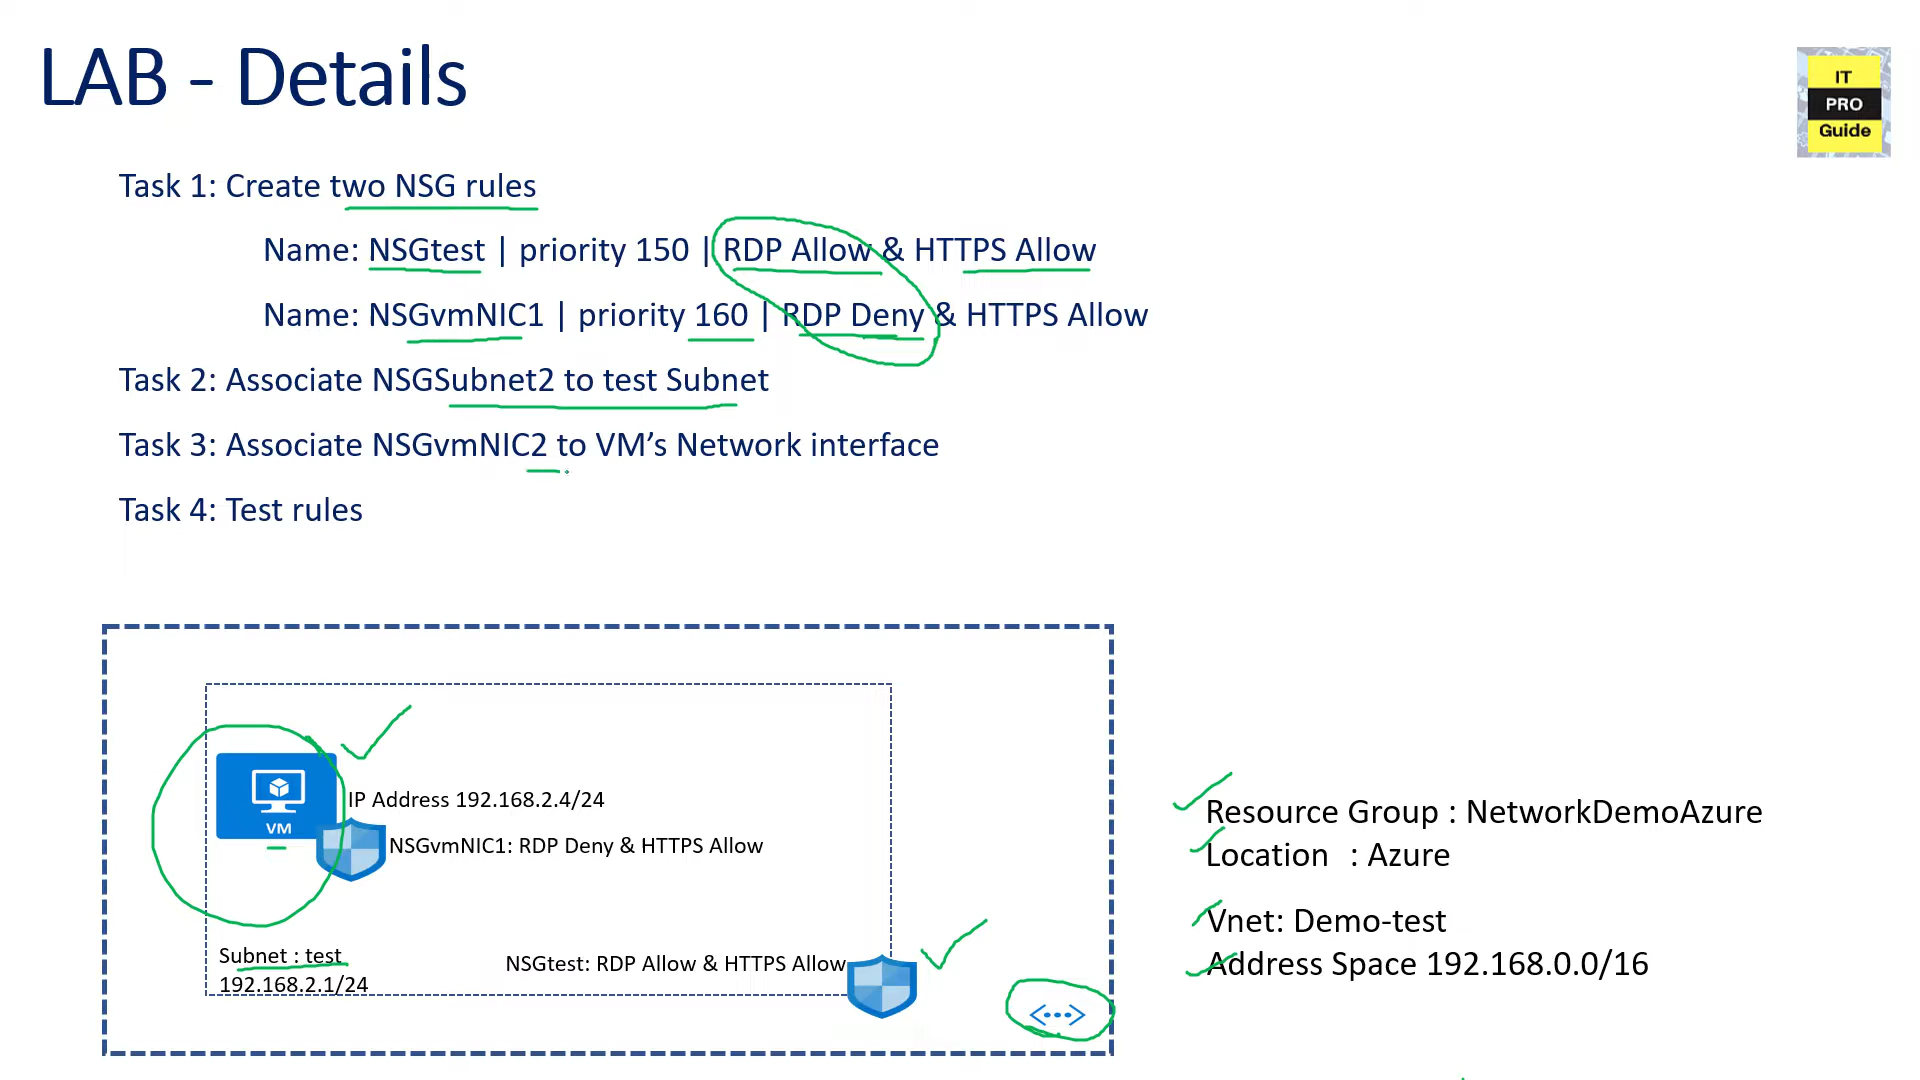 LAB - Details
IT
PRO
Guide
Task 1: Create two NSG rules
Name: NSGtest | priority 150 | RDP Allow & HTTPS Allow
Name: NSGvmNIC1 | priority 160 | RDP Deny & HTTPS Allow
Task 2: Associate NSGSubnet2 to test Subnet
Task 3: Associate NSGvmNIC2 to VM’s Network interface
Task 4: Test rules
VM
IP Address 192.168.2.4/24
NSGvmNIC1: RDP Deny & HTTPS Allow
Subnet : test
192.168.2.1/24
NSGtest: RDP Allow & HTTPS Allow
Resource Group : NetworkDemoAzure
Location : Azure
Vnet: Demo-test
Address Space 192.168.0.0/16